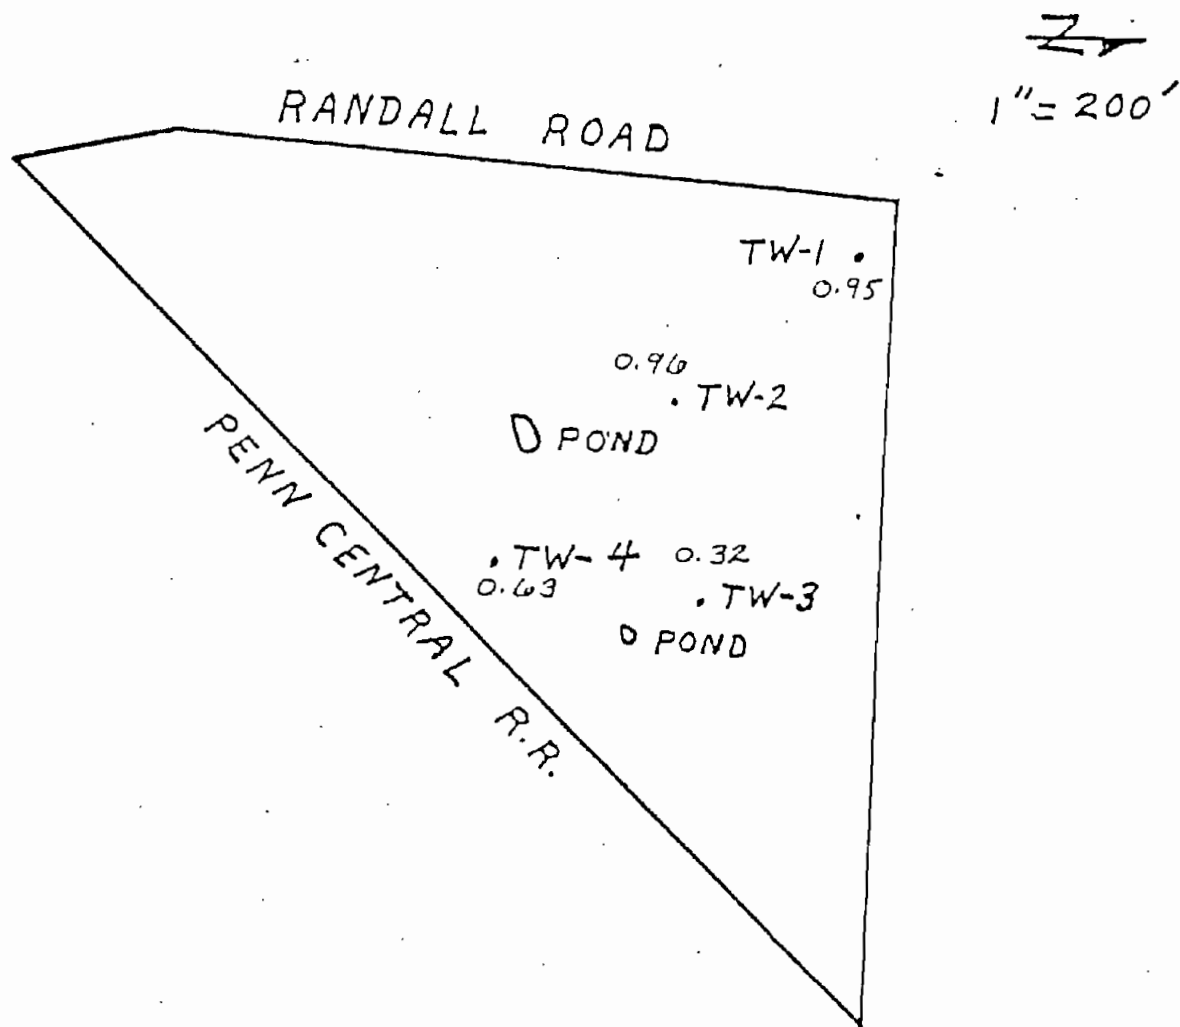 Z
1" = 200'
RANDALL ROAD
TW-1
0.95
0.96
TW-2
POND
PENN CENTRAL R.R.
TW-4
0.63
0.32
TW-3
POND